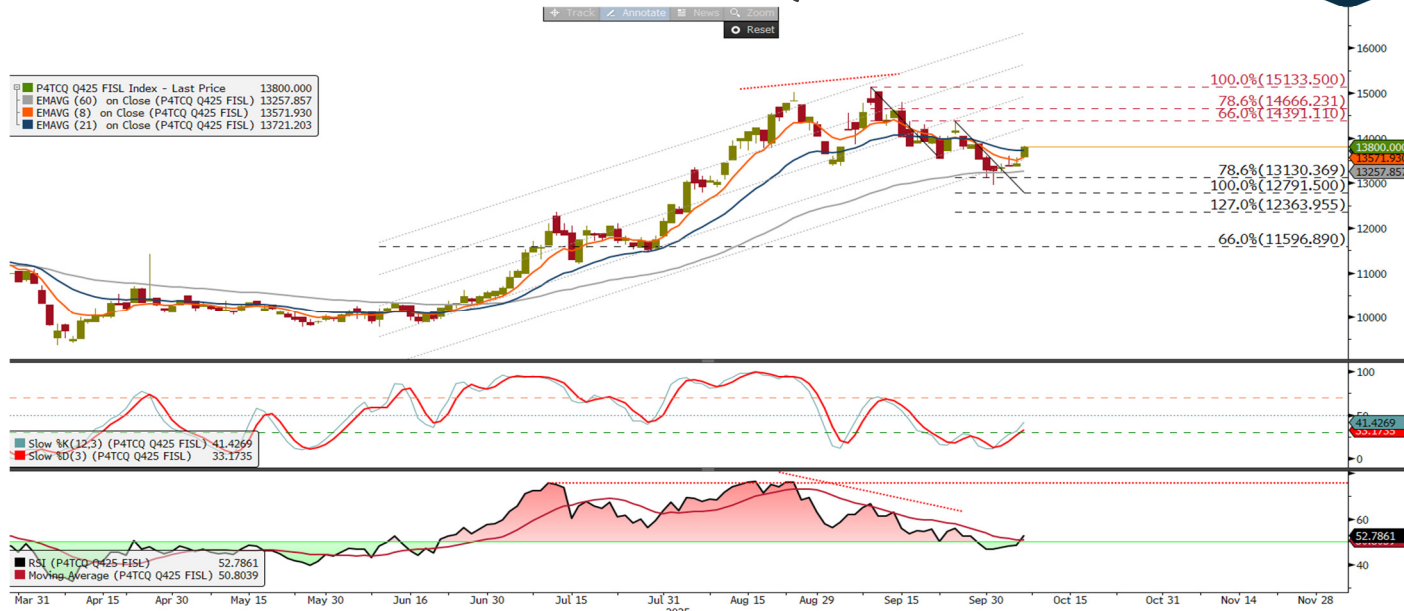 Track Annotate News Zoom
Reset
P4TCQ Q425 FISL Index - Last Price 13800.000
EMAVG (60) on Close (P4TCQ Q425 FISL) 13257.857
EMAVG (8) on Close (P4TCQ Q425 FISL) 13571.930
EMAVG (21) on Close (P4TCQ Q425 FISL) 13721.203
16000
100.0%(15133.500)
15000
78.6%(14666.231)
66.0%(14391.110)
14000
13800.000
13571.930
78.6%(13130.369)
13257.857
13000
100.0%(12791.500)
127.0%(12363.955)
12000
66.0%(11596.890)
11000
10000
100
50
Slow %K(12,3) (P4TCQ Q425 FISL) 41.4269
41.4269
33.1735
Slow %D(3) (P4TCQ Q425 FISL) 33.1735
0
60
RSI (P4TCQ Q425 FISL) 52.7861
52.7861
Moving Average (P4TCQ Q425 FISL) 50.8039
40
Mar 31 Apr 15 Apr 30 May 15 May 30 Jun 16 Jun 30 Jul 15 Jul 31 Aug 15 Aug 29 Sep 15 Sep 30 Oct 15 Oct 31 Nov 14 Nov 28